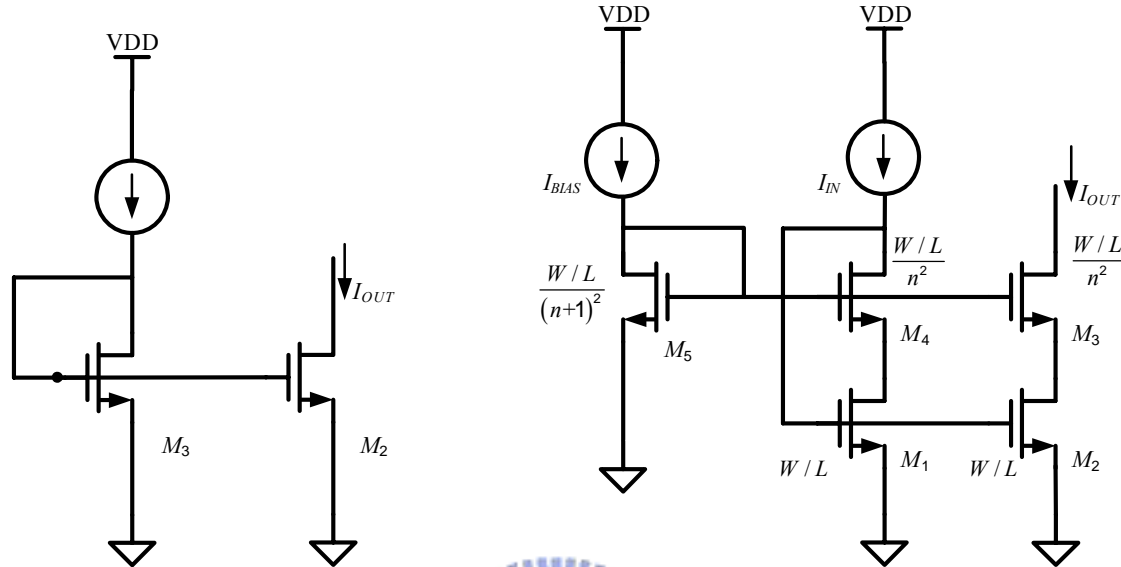 VDD
I_OUT
M_3
M_2
VDD
VDD
I_BIAS
I_IN
I_OUT
W / L
(n+1)^2
W / L
n^2
W / L
n^2
M_5
M_4
M_3
W / L
M_1
W / L
M_2